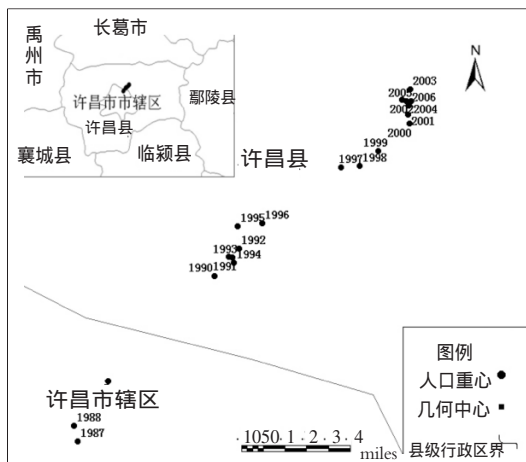 长葛市
禹州市
许昌市市辖区
鄢陵县
许昌县
襄城县
临颍县
N
2003
2005
2006
2004
2001
2000
1999
1998
1997
许昌县
1996
1995
1992
1993
1994
1991
1990
许昌市辖区
1988
1987
图例
人口重心
几何中心
县级行政区界
·1050·1·2·3·4
miles